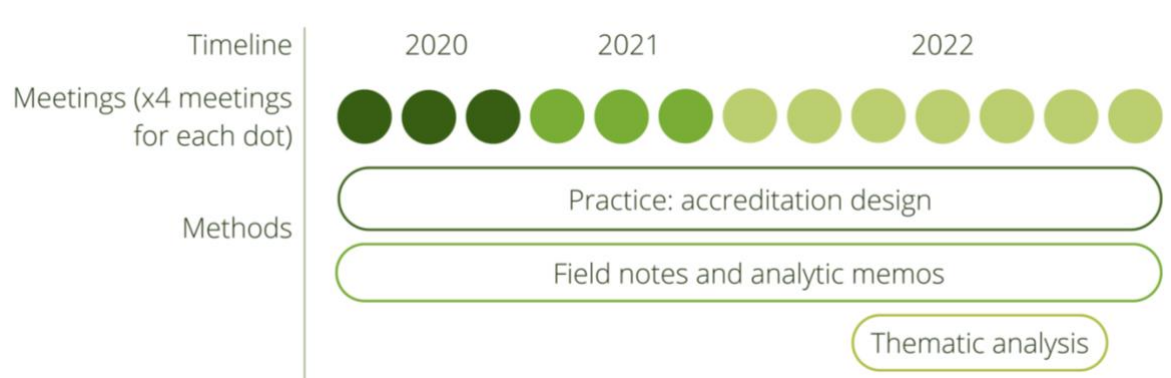 Timeline 2020 2021 2022
Meetings (x4 meetings
for each dot)
Practice: accreditation design
Methods
Field notes and analytic memos
Thematic analysis